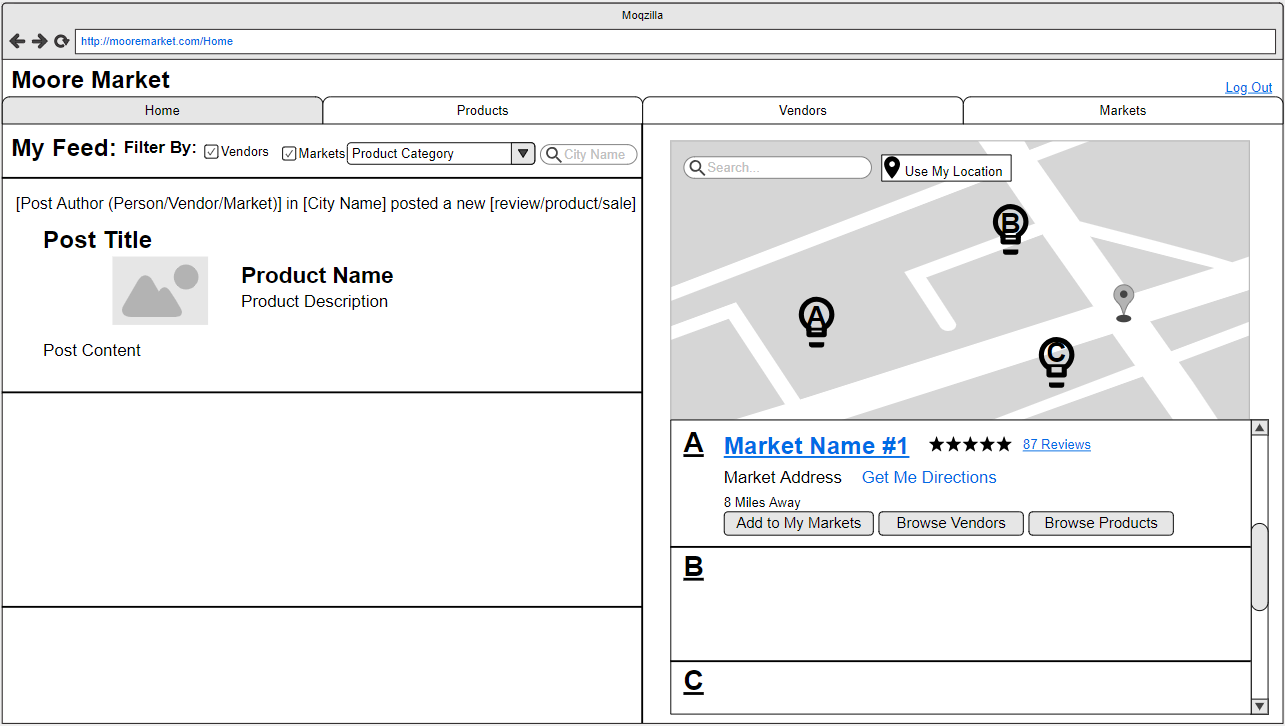 Moqzilla
http://mooremarket.com/Home
Moore Market
Log Out
Home Products Vendors Markets
My Feed: Filter By: Vendors Markets Product Category City Name
[Post Author (Person/Vendor/Market)] in [City Name] posted a new [review/product/sale]
Post Title
Product Name
Product Description
Post Content
Search... Use My Location
B
A
C
A Market Name #1 87 Reviews
Market Address Get Me Directions
8 Miles Away
Add to My Markets Browse Vendors Browse Products
B
C